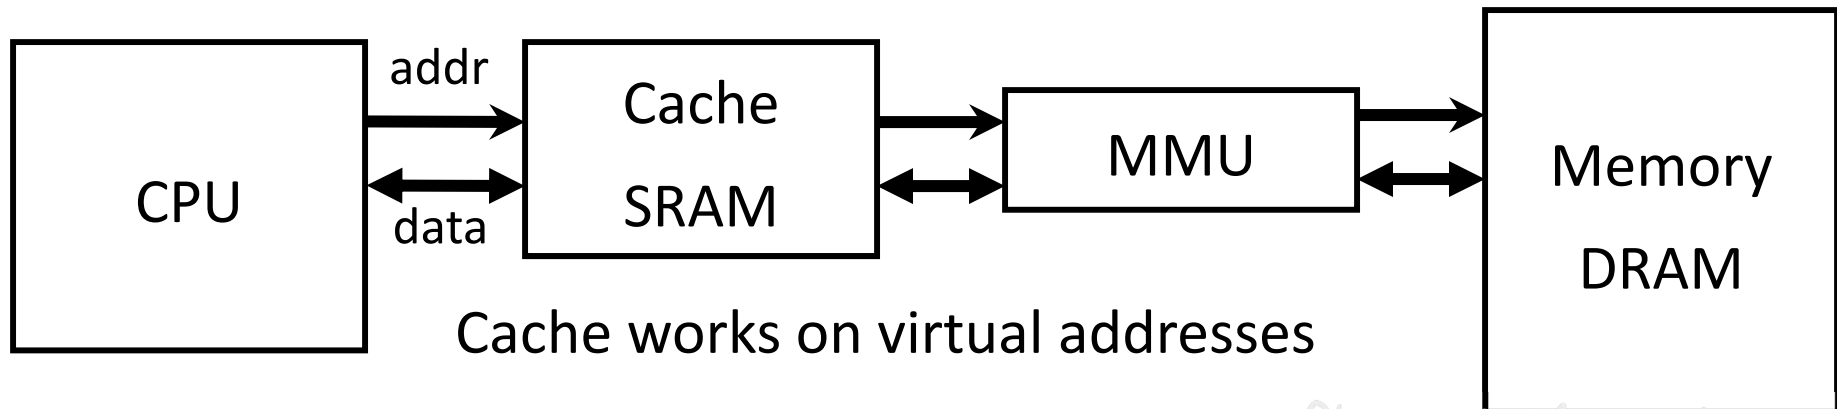 CPU
addr
data
Cache
SRAM
MMU
Memory
DRAM
Cache works on virtual addresses